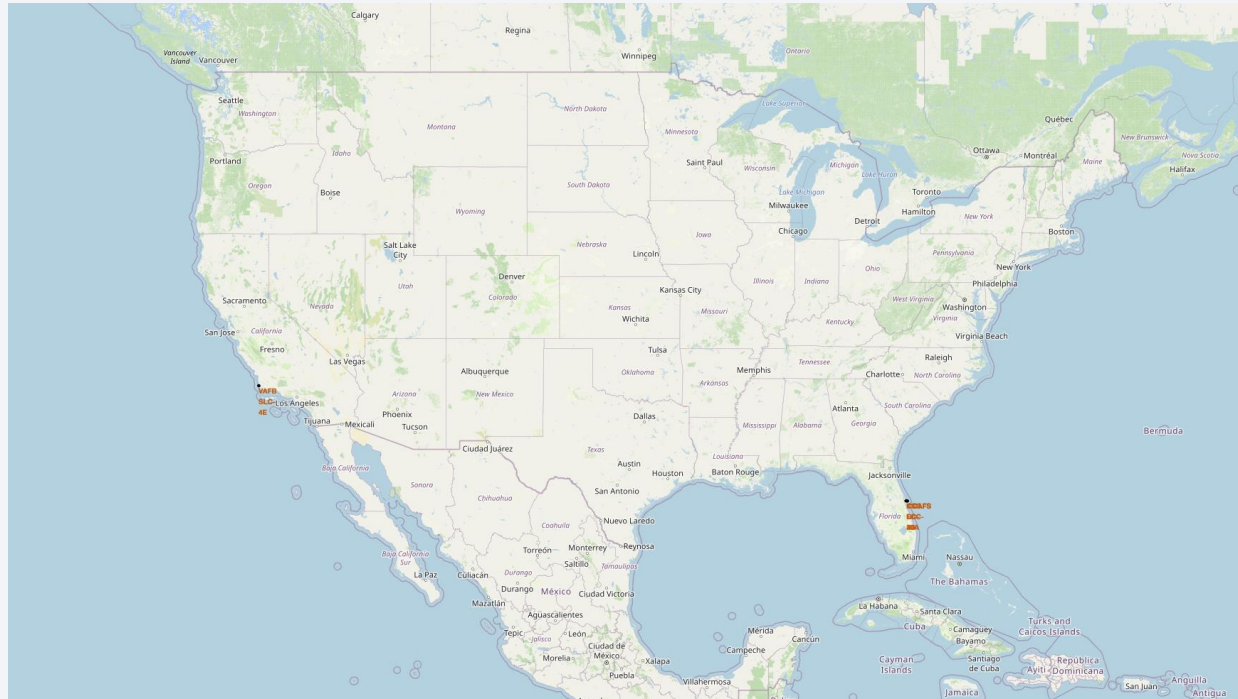 Calgary
Regina
Winnipeg
Ontario
Vancouver
Island
Vancouver
Seattle
Washington
Montana
North Dakota
Minnesota
Lake Superior
Québec
New Brunswick
Portland
Idaho
Saint Paul
Wisconsin
Michigan
Lake Huron
Ottawa
Montréal
Maine
Nova Scotia
Halifax
Oregon
Boise
South Dakota
Lake Michigan
Toronto
Wyoming
Milwaukee
Hamilton
New York
Detroit
Boston
Chicago
Iowa
Salt Lake
City
Nebraska
Lincoln
Pennsylvania
New York
Ohio
Denver
Utah
Colorado
Illinois
Indiana
Philadelphia
Kansas City
Sacramento
Nevada
Kansas
Missouri
West Virginia
Washington
Wichita
Kentucky
Virginia
San Jose
California
Virginia Beach
Fresno
Las Vegas
Tulsa
Raleigh
Albuquerque
Oklahoma
Memphis
Tennessee
Charlotte
North Carolina
VAFB
SLC-
4E
Los Angeles
Arizona
New Mexico
Arkansas
Atlanta
South Carolina
Phoenix
Tijuana
Mexicali
Tucson
Dallas
Mississippi
Alabama
Georgia
Bermuda
Ciudad Juárez
Texas
Louisiana
Baja California
Austin
Houston
Baton Rouge
Jacksonville
Sonora
Chihuahua
San Antonio
Florida
Coahuila
Nuevo Laredo
Baja California
Sur
Torreón
Monterrey
Reynosa
Saltillo
Tamaulipas
Miami
Nassau
La Paz
Culiacán
Durango
Durango
México
Ciudad Victoria
The Bahamas
Mazatlán
Aguascalientes
La Habana
Santa Clara
Cuba
Camaguey
Turks and
Caicos Islands
Tepic
Jalisco
León
Mérida
Cancún
Bayamo
Ciudad de
México
Xalapa
Campeche
Santiago
de Cuba
Cayman
Islands
Ayiti
República
Dominicana
Morelia
Puebla
Villahermosa
Jamaica
San Juan
Anguilla
Antigua